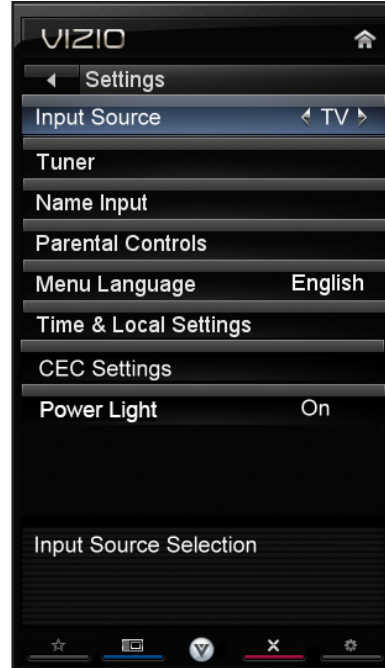 VIZIO
Settings
Input Source TV
Tuner
Name Input
Parental Controls
Menu Language English
Time & Local Settings
CEC Settings
Power Light On
Input Source Selection
V